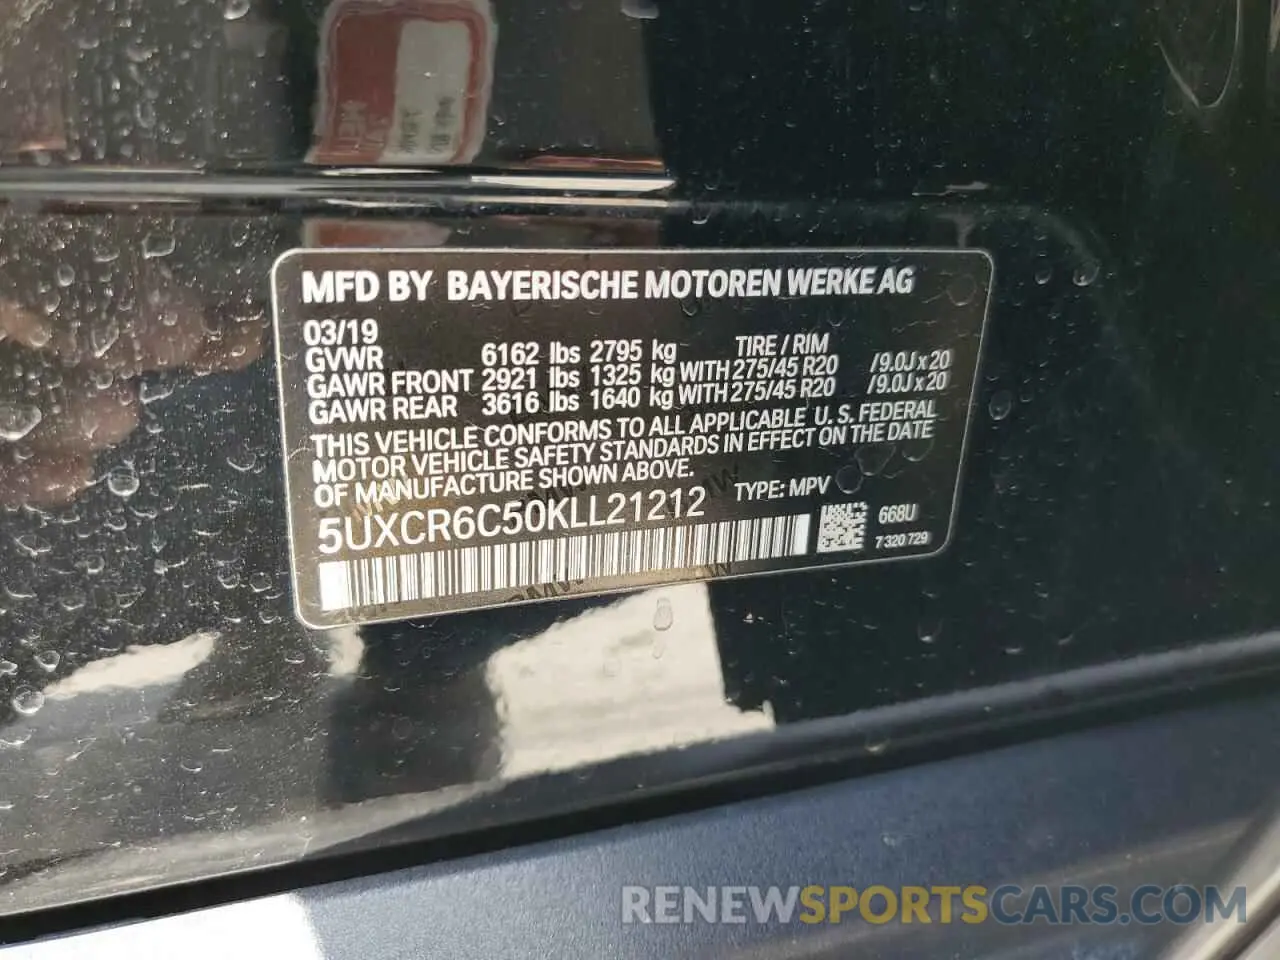 MFD BY BAYERISCHE MOTOREN WERKE AG
03/19 TIRE / RIM
GVWR 6162 lbs 2795 kg
GAWR FRONT 2921 lbs 1325 kg WITH 275/45 R20 /9.0J x 20
GAWR REAR 3616 lbs 1640 kg WITH 275/45 R20 /9.0J x 20
THIS VEHICLE CONFORMS TO ALL APPLICABLE U.S. FEDERAL
MOTOR VEHICLE SAFETY STANDARDS IN EFFECT ON THE DATE
OF MANUFACTURE SHOWN ABOVE.
5UXCR6C50KLL21212 TYPE: MPV
668U
7 320 729
RENEWSPORTSCARS.COM